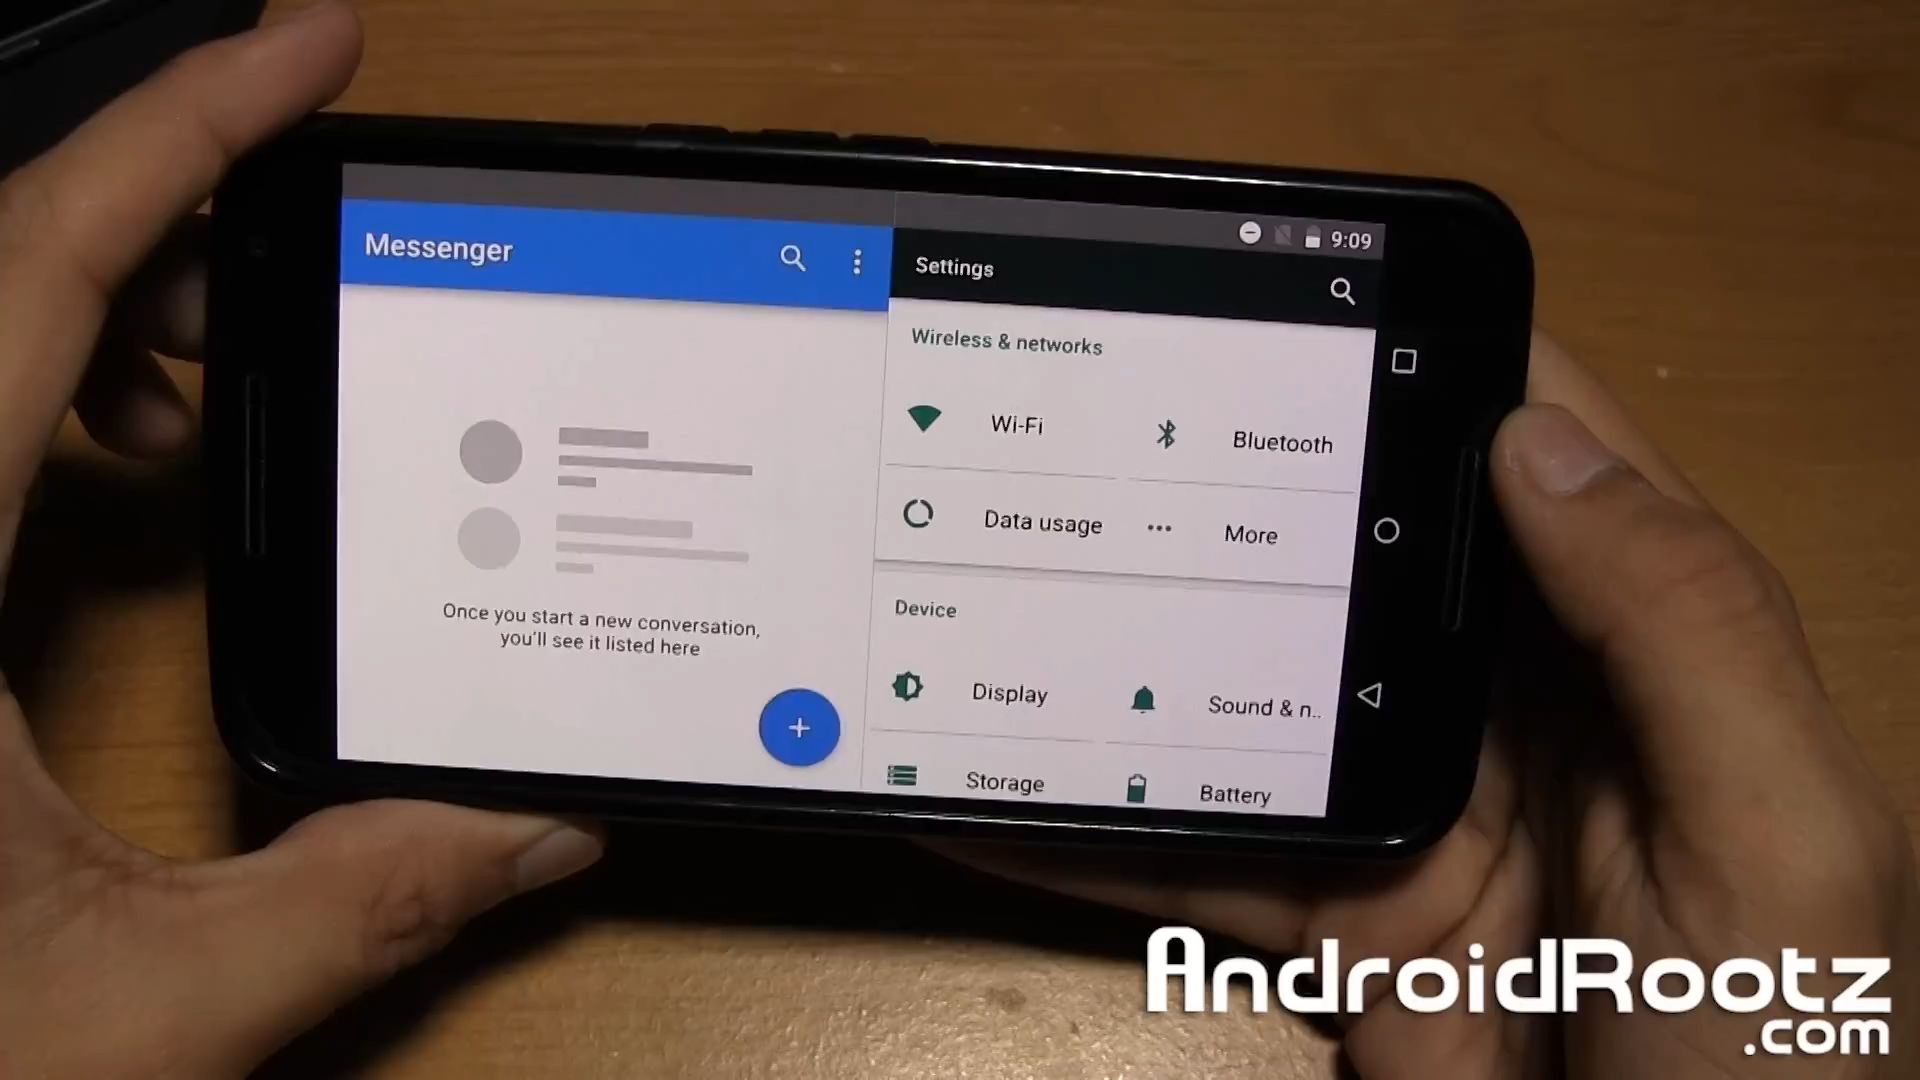 Messenger
9:09
Settings
Wireless & networks
Wi-Fi
Bluetooth
Data usage
More
Once you start a new conversation,
you'll see it listed here
Device
Display
Sound & n..
Storage
Battery
AndroidRootz
.com